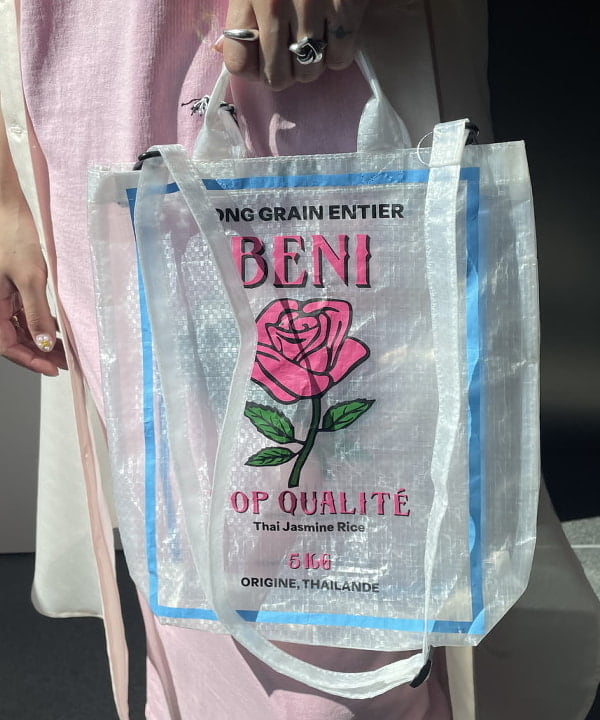 ONG GRAIN ENTIER
BENI
OP QUALITÉ
Thai Jasmine Rice
5 KG
ORIGINE, THAILANDE